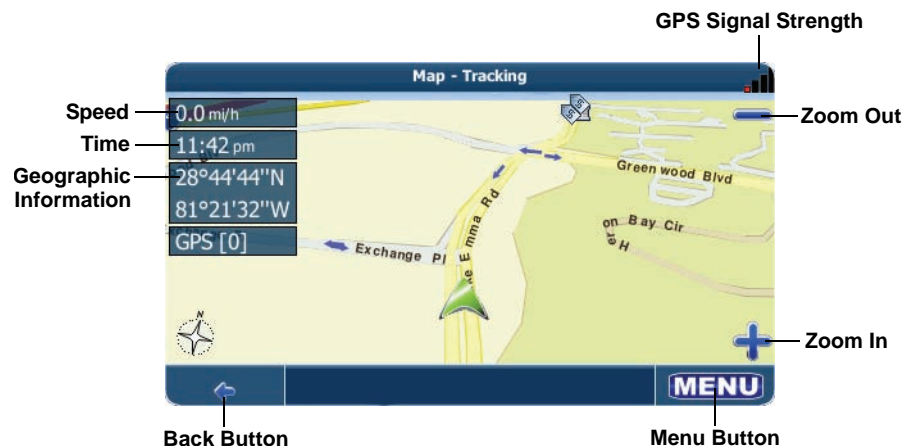 GPS Signal Strength
Map - Tracking
Speed
0.0 mi/h
Zoom Out
Time
11:42 pm
Geographic
Information
28°44'44"N
81°21'32"W
GPS [0]
Greenwood Blvd
on Bay Cir
Her
Exchange Pl
e Emma Rd
N
Zoom In
MENU
Back Button
Menu Button